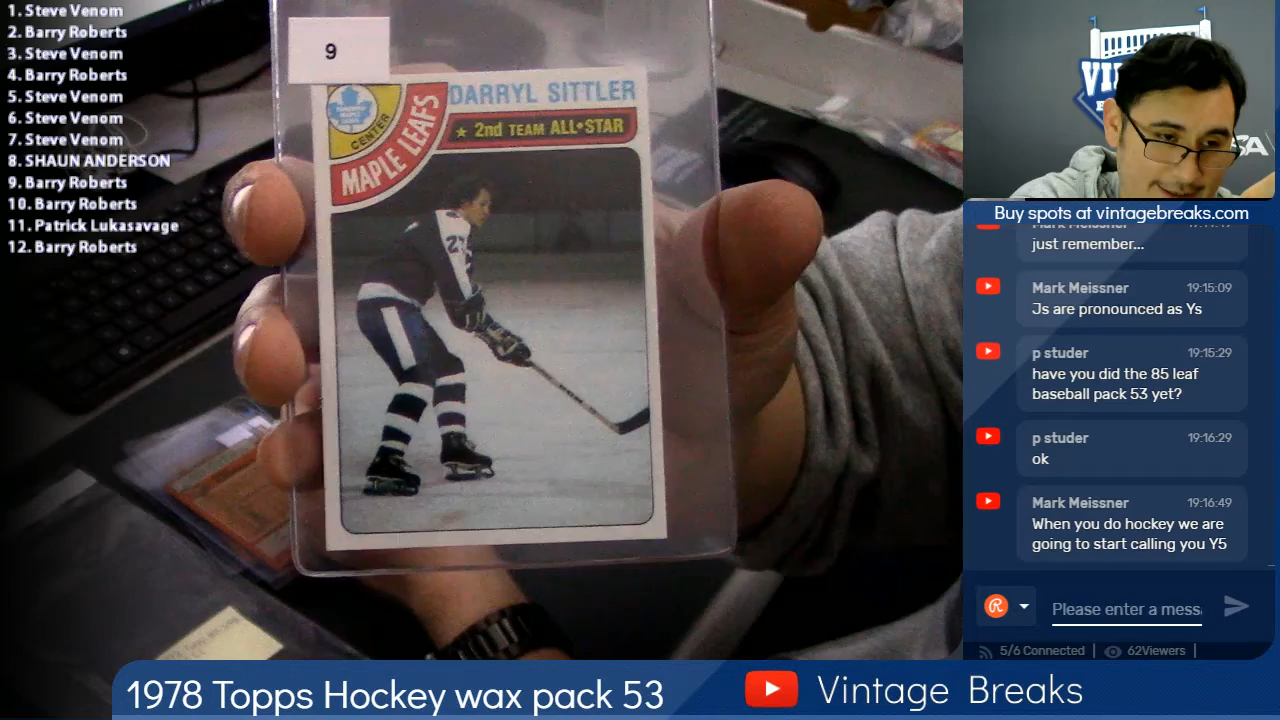 1. Steve Venom
2. Barry Roberts
3. Steve Venom
4. Barry Roberts
5. Steve Venom
6. Steve Venom
7. Steve Venom
8. SHAUN ANDERSON
9. Barry Roberts
10. Barry Roberts
11. Patrick Lukasavage
12. Barry Roberts
9
DARRYL SITTLER
★ 2nd TEAM ALL•STAR
CENTER
MAPLE LEAFS
27
Buy spots at vintagebreaks.com
Mark Meissner
just remember...
Mark Meissner 19:15:09
Js are pronounced as Ys
p studer 19:15:29
have you did the 85 leaf
baseball pack 53 yet?
p studer 19:16:29
ok
Mark Meissner 19:16:49
When you do hockey we are
going to start calling you Y5
Please enter a mess
5/6 Connected | 62Viewers |
1978 Topps Hockey wax pack 53
Vintage Breaks